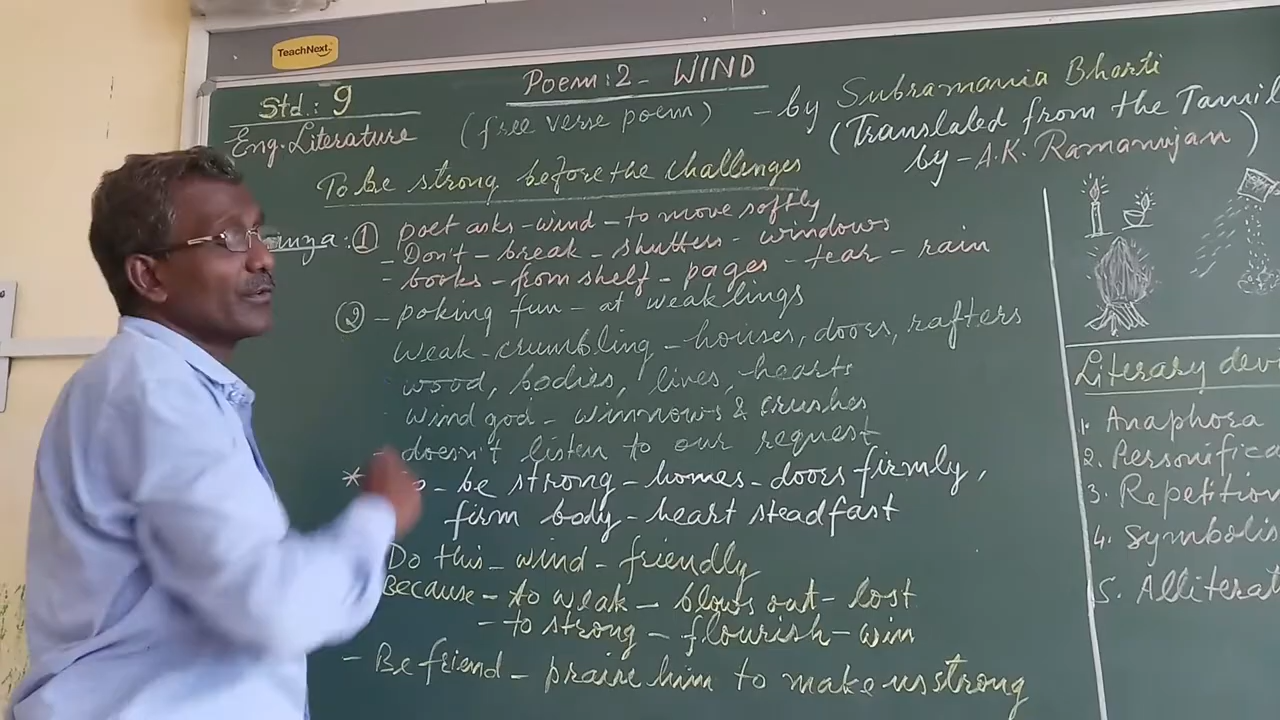 TeachNext
Poem: 2 - WIND
Std.: 9
Eng. Literature
(free verse poem)
- by Subramania Bharti
(Translated from the Tamil
by - A.K. Ramanujan)
To Be strong before the challenges
nza: ① poet asks - wind - to move softly
- Don't - break - shutters - windows
- books - from shelf - pages - tear - rain
② - poking fun - at weaklings
weak - crumbling - houses, doors, rafters
wood, bodies, lives, hearts
wind god - winnows & crushes
doesn't listen to our request
* - be strong - homes - doors firmly,
firm body - heart steadfast
Do this - wind - friendly
Because - to weak - blows out - lost
- to strong - flourish - win
- Be friend - praise him to make us strong
Literary dev
1. Anaphora
2. Personifica
3. Repetition
4. Symbolis
5. Alliterat